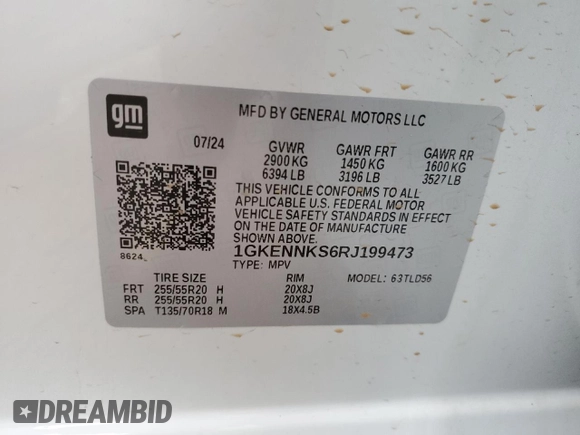 gm
MFD BY GENERAL MOTORS LLC
07/24 GVWR GAWR FRT GAWR RR
2900 KG 1450 KG 1600 KG
6394 LB 3196 LB 3527 LB
THIS VEHICLE CONFORMS TO ALL
APPLICABLE U.S. FEDERAL MOTOR
VEHICLE SAFETY STANDARDS IN EFFECT
ON THE DATE OF MANUFACTURE
SHOWN ABOVE.
8624 1GKENNKS6RJ199473
TYPE: MPV MODEL: 63TLD56
TIRE SIZE RIM
FRT 255/55R20 H 20X8J
RR 255/55R20 H 20X8J
SPA T135/70R18 M 18X4.5B
DREAMBID